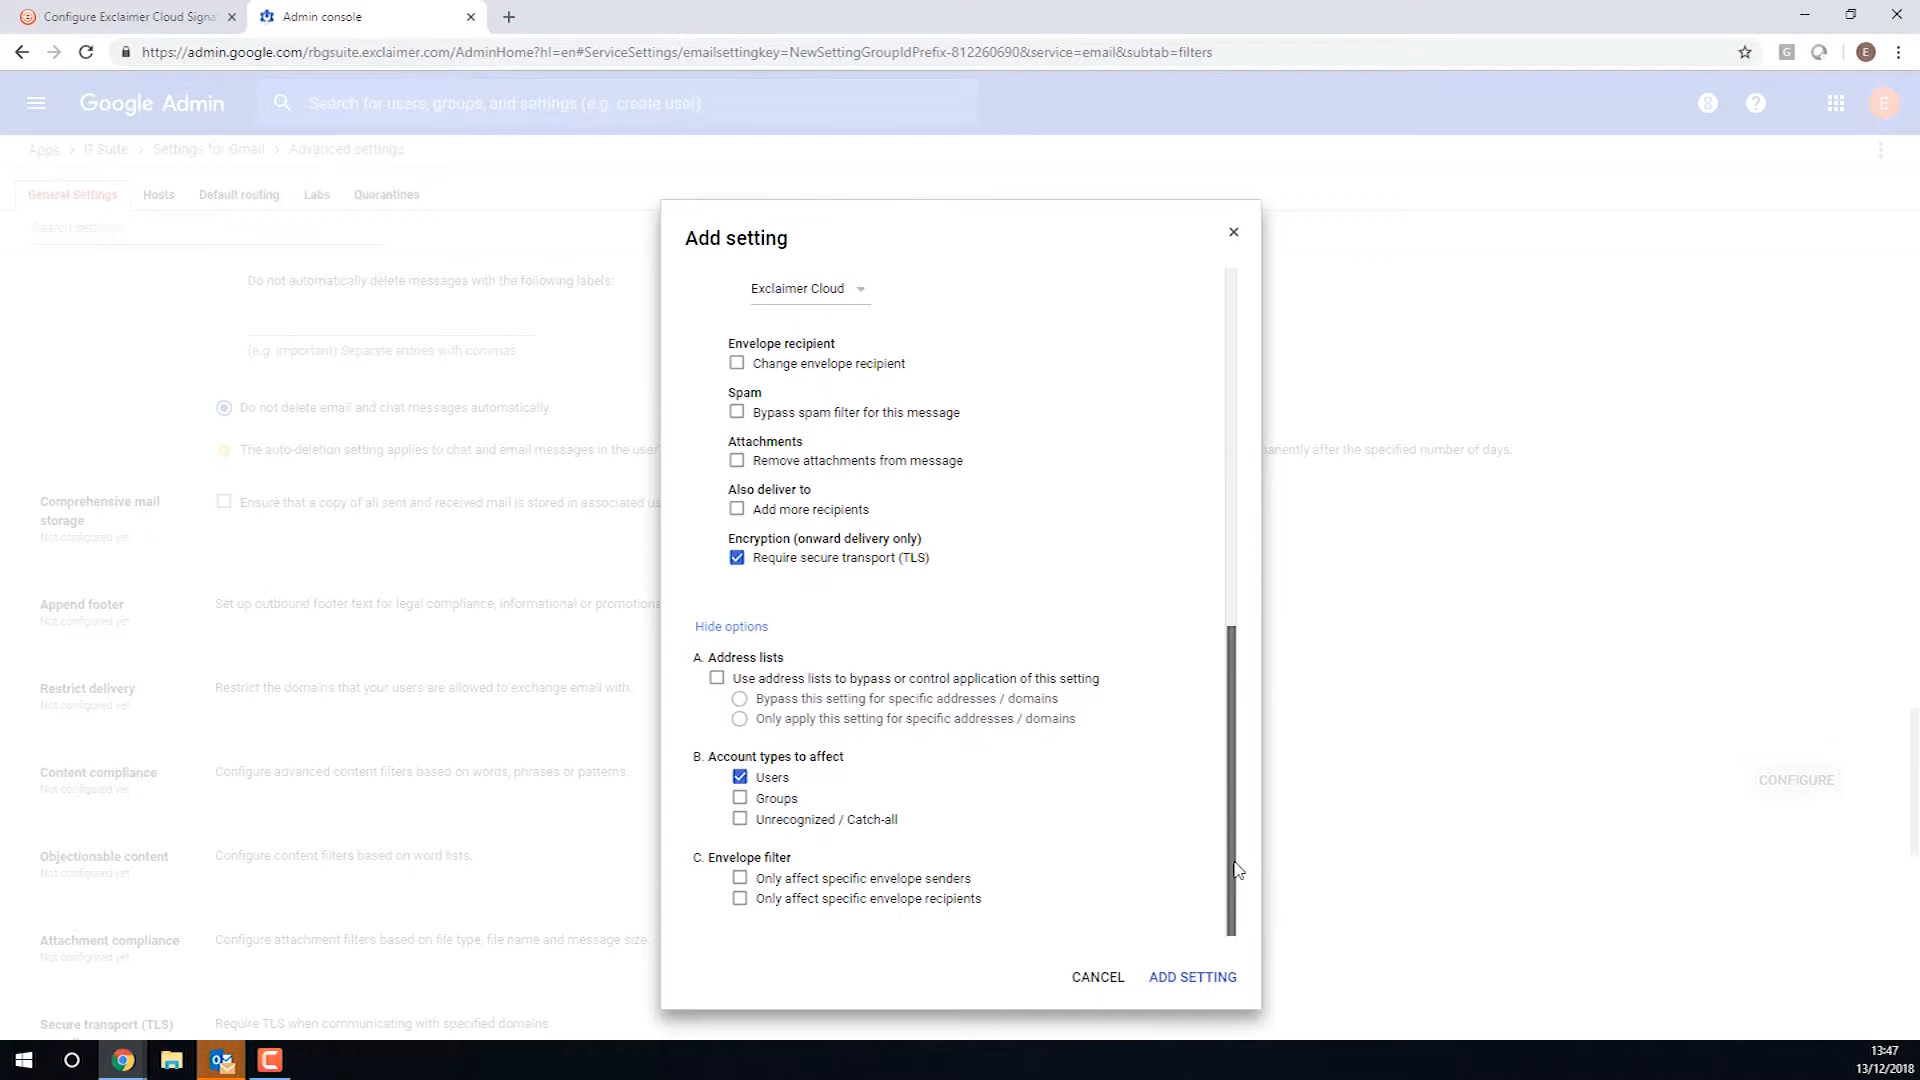 Configure Exclaimer Cloud Signa
Admin console
https://admin.google.com/rbgsuite.exclaimer.com/AdminHome?hl=en#ServiceSettings/emailsettingkey=NewSettingGroupIdPrefix-812260690&service=email&subtab=filters
G
E
Google Admin
Search for users, groups, and settings (e.g. create user)
8
?
E
Apps > G Suite > Settings for Gmail > Advanced settings
General Settings
Hosts
Default routing
Labs
Quarantines
Search settings
Do not automatically delete messages with the following labels:
(e.g. important) Separate entries with commas
Do not delete email and chat messages automatically.
The auto-deletion setting applies to chat and email messages in the user'
anently after the specified number of days.
Comprehensive mail
storage
Not configured yet
Ensure that a copy of all sent and received mail is stored in associated us
Append footer
Not configured yet
Set up outbound footer text for legal compliance, informational or promotiona
Restrict delivery
Not configured yet
Restrict the domains that your users are allowed to exchange email with.
Content compliance
Not configured yet
Configure advanced content filters based on words, phrases or patterns.
CONFIGURE
Objectionable content
Not configured yet
Configure content filters based on word lists.
Attachment compliance
Not configured yet
Configure attachment filters based on file type, file name and message size.
Secure transport (TLS)
Require TLS when communicating with specified domains.
Add setting
Exclaimer Cloud
Envelope recipient
Change envelope recipient
Spam
Bypass spam filter for this message
Attachments
Remove attachments from message
Also deliver to
Add more recipients
Encryption (onward delivery only)
Require secure transport (TLS)
Hide options
A. Address lists
Use address lists to bypass or control application of this setting
Bypass this setting for specific addresses / domains
Only apply this setting for specific addresses / domains
B. Account types to affect
Users
Groups
Unrecognized / Catch-all
C. Envelope filter
Only affect specific envelope senders
Only affect specific envelope recipients
CANCEL
ADD SETTING
13:47
13/12/2018